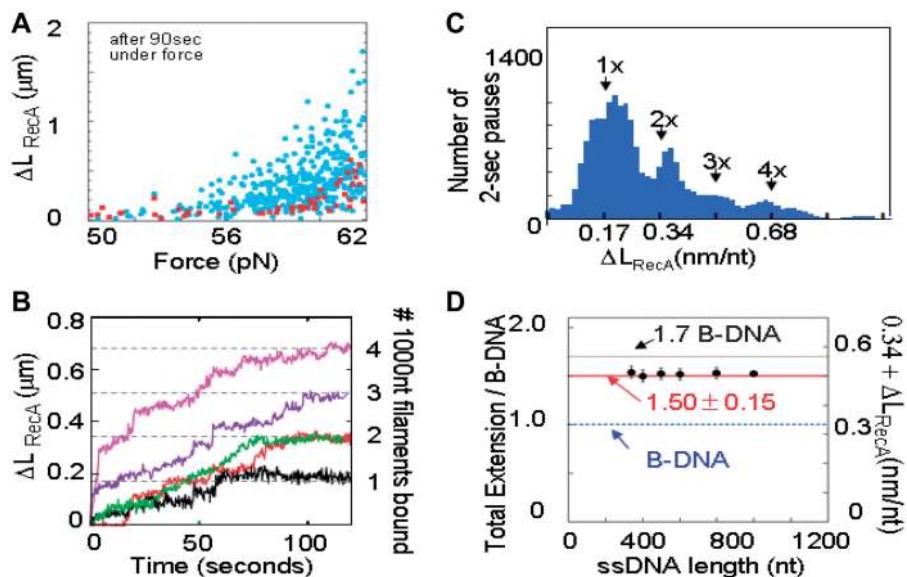 A
2
1
0
ΔL RecA (μm)
after 90sec
under force
50
56
62
Force (pN)
C
1400
0
Number of
2-sec pauses
1x
2x
3x
4x
0.17
0.34
0.68
ΔLRecA(nm/nt)
B
0.8
0.6
0.4
0.2
0
ΔL RecA (μm)
4
3
2
1
# 1000nt filaments bound
0
50
100
Time (seconds)
D
2.0
1.0
0.0
Total Extension / B-DNA
1.7 B-DNA
1.50 ± 0.15
B-DNA
0.6
0.3
0
0.34 + ΔLRecA(nm/nt)
0
400
800
1200
ssDNA length (nt)